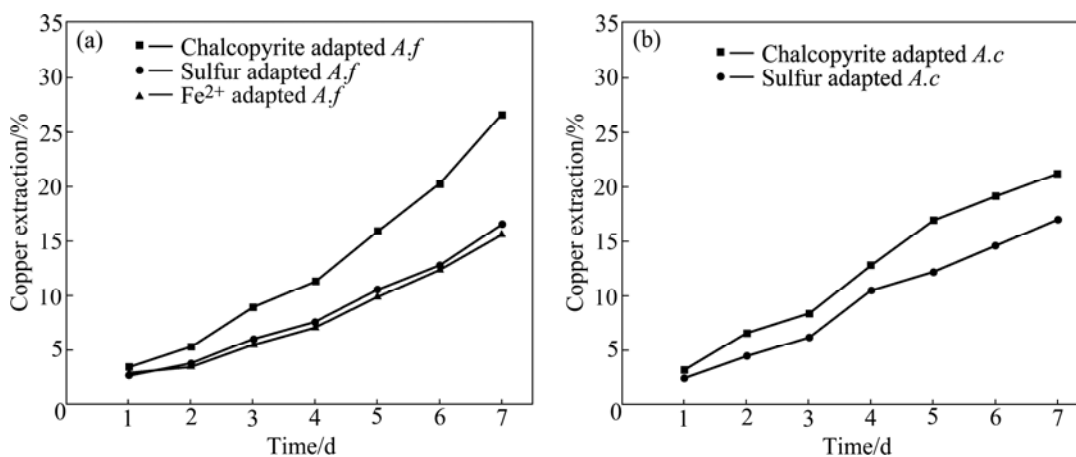 (a)
Chalcopyrite adapted A.f
Sulfur adapted A.f
Fe²⁺ adapted A.f
35
30
25
20
15
10
5
0
Copper extraction/%
1 2 3 4 5 6 7
Time/d
(b)
Chalcopyrite adapted A.c
Sulfur adapted A.c
35
30
25
20
15
10
5
0
Copper extraction/%
1 2 3 4 5 6 7
Time/d